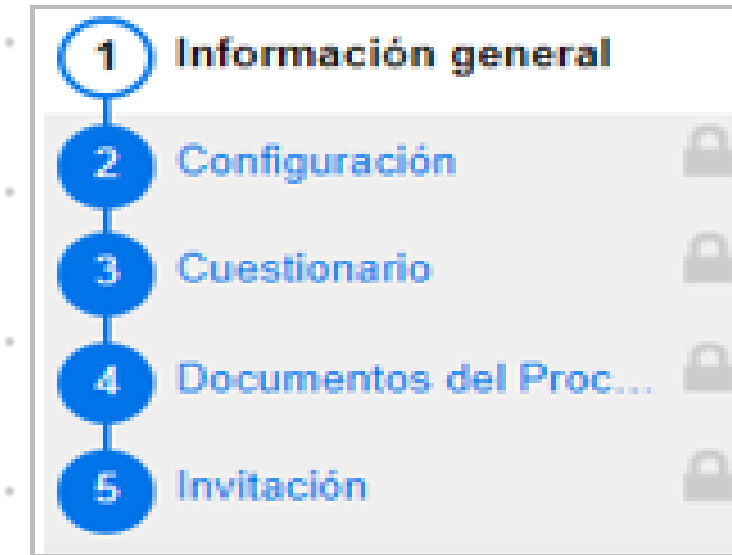 1 Información general
2 Configuración
3 Cuestionario
4 Documentos del Proc...
5 Invitación